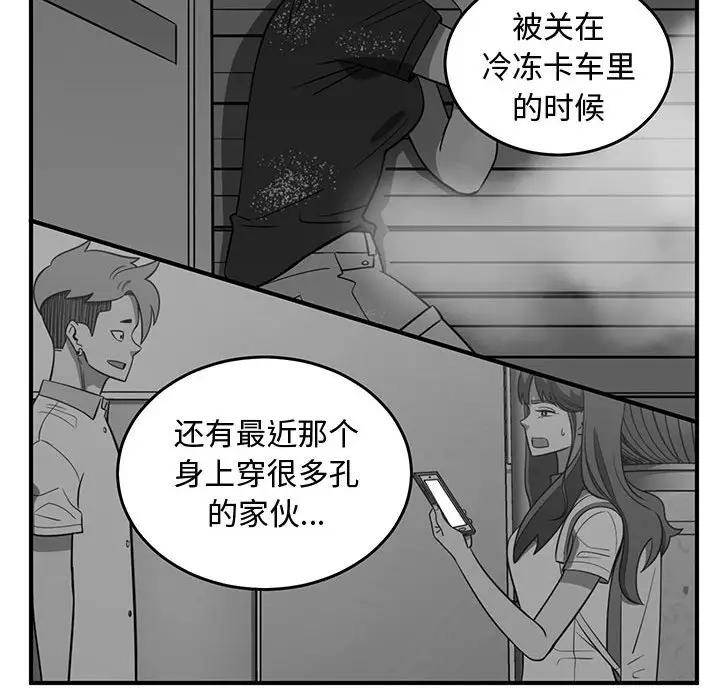 被关在
冷冻卡车里
的时候
还有最近那个
身上穿很多孔
的家伙...